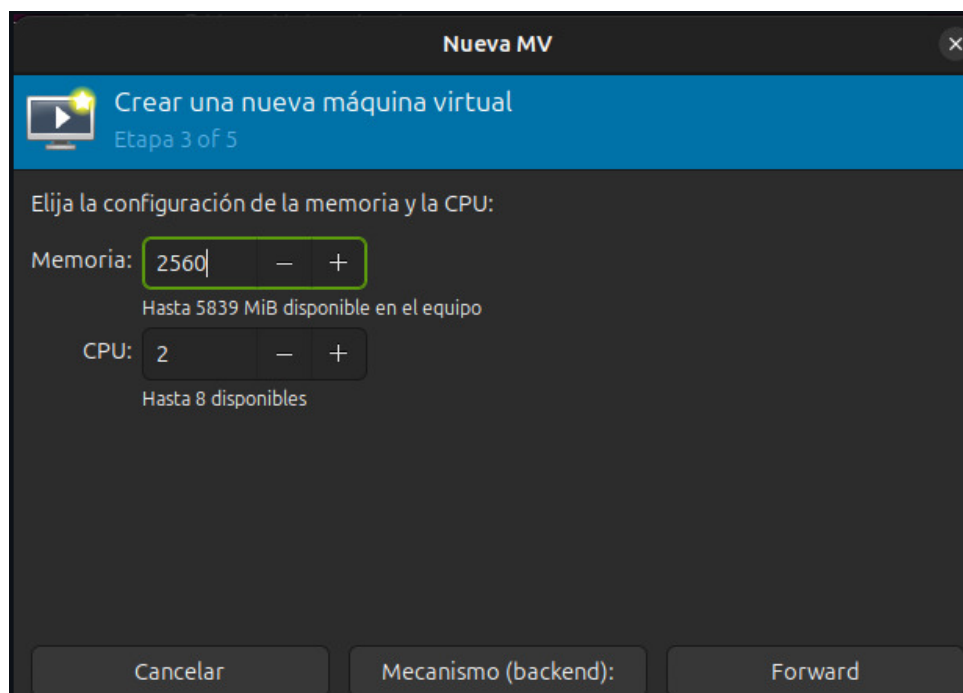 Nueva MV
Crear una nueva máquina virtual
Etapa 3 of 5
Elija la configuración de la memoria y la CPU:
Memoria: 2560 − +
Hasta 5839 MiB disponible en el equipo
CPU: 2 − +
Hasta 8 disponibles
Cancelar Mecanismo (backend): Forward